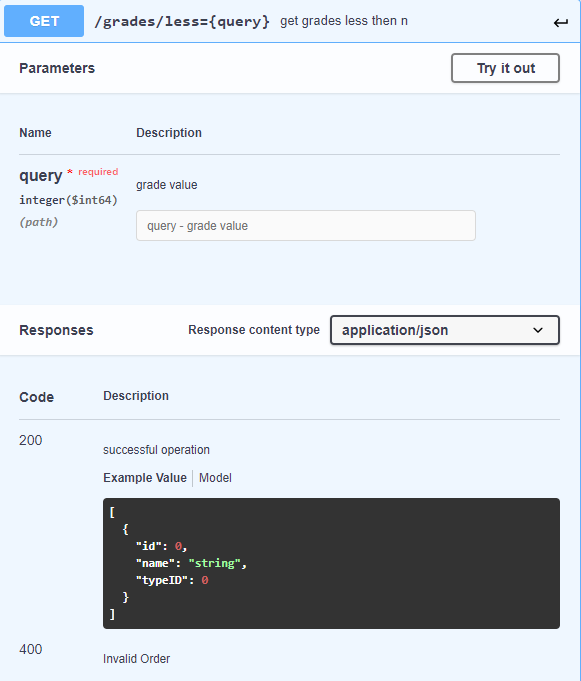 GET /grades/less={query} get grades less then n
Parameters Try it out
Name Description
query * required grade value
integer($int64)
(path)
query - grade value
Responses Response content type application/json
Code Description
200 successful operation
Example Value Model
[
{
"id": 0,
"name": "string",
"typeID": 0
}
]
400 Invalid Order